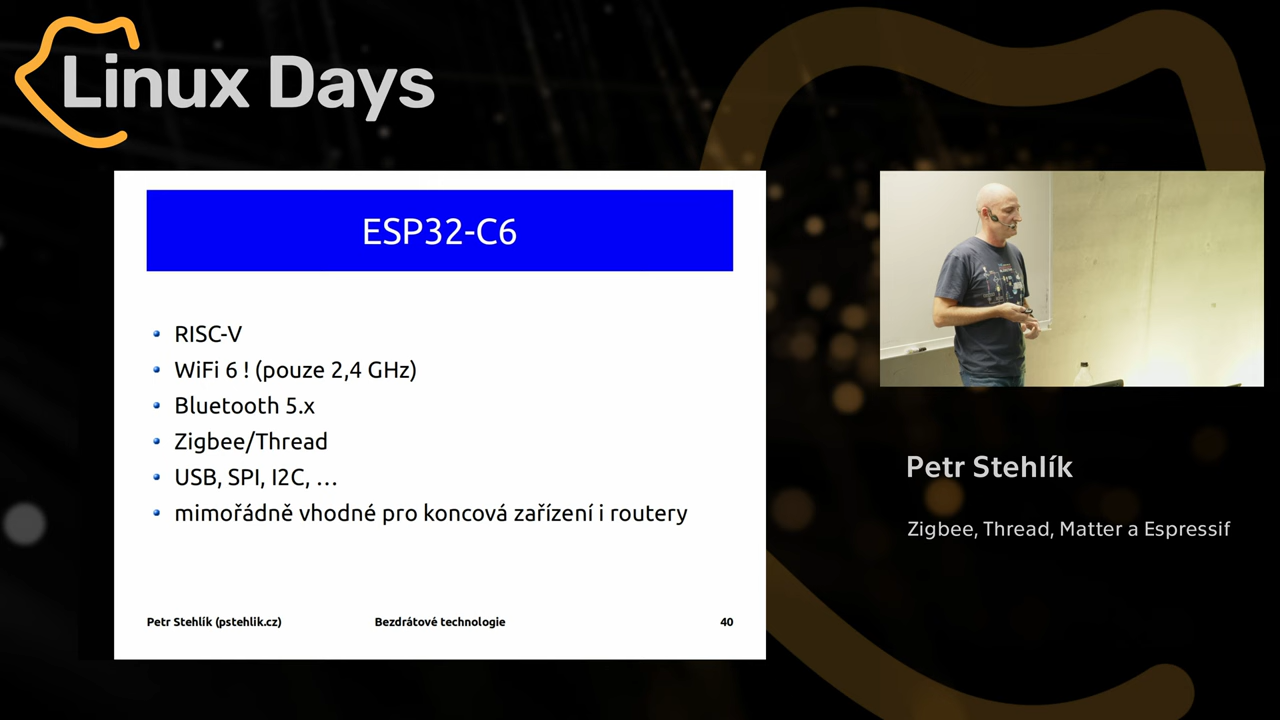 Linux Days
ESP32-C6
RISC-V
WiFi 6 ! (pouze 2,4 GHz)
Bluetooth 5.x
Zigbee/Thread
USB, SPI, I2C, …
mimořádně vhodné pro koncová zařízení i routery
Petr Stehlík (pstehlik.cz)
Bezdrátové technologie
40
Petr Stehlík
Zigbee, Thread, Matter a Espressif